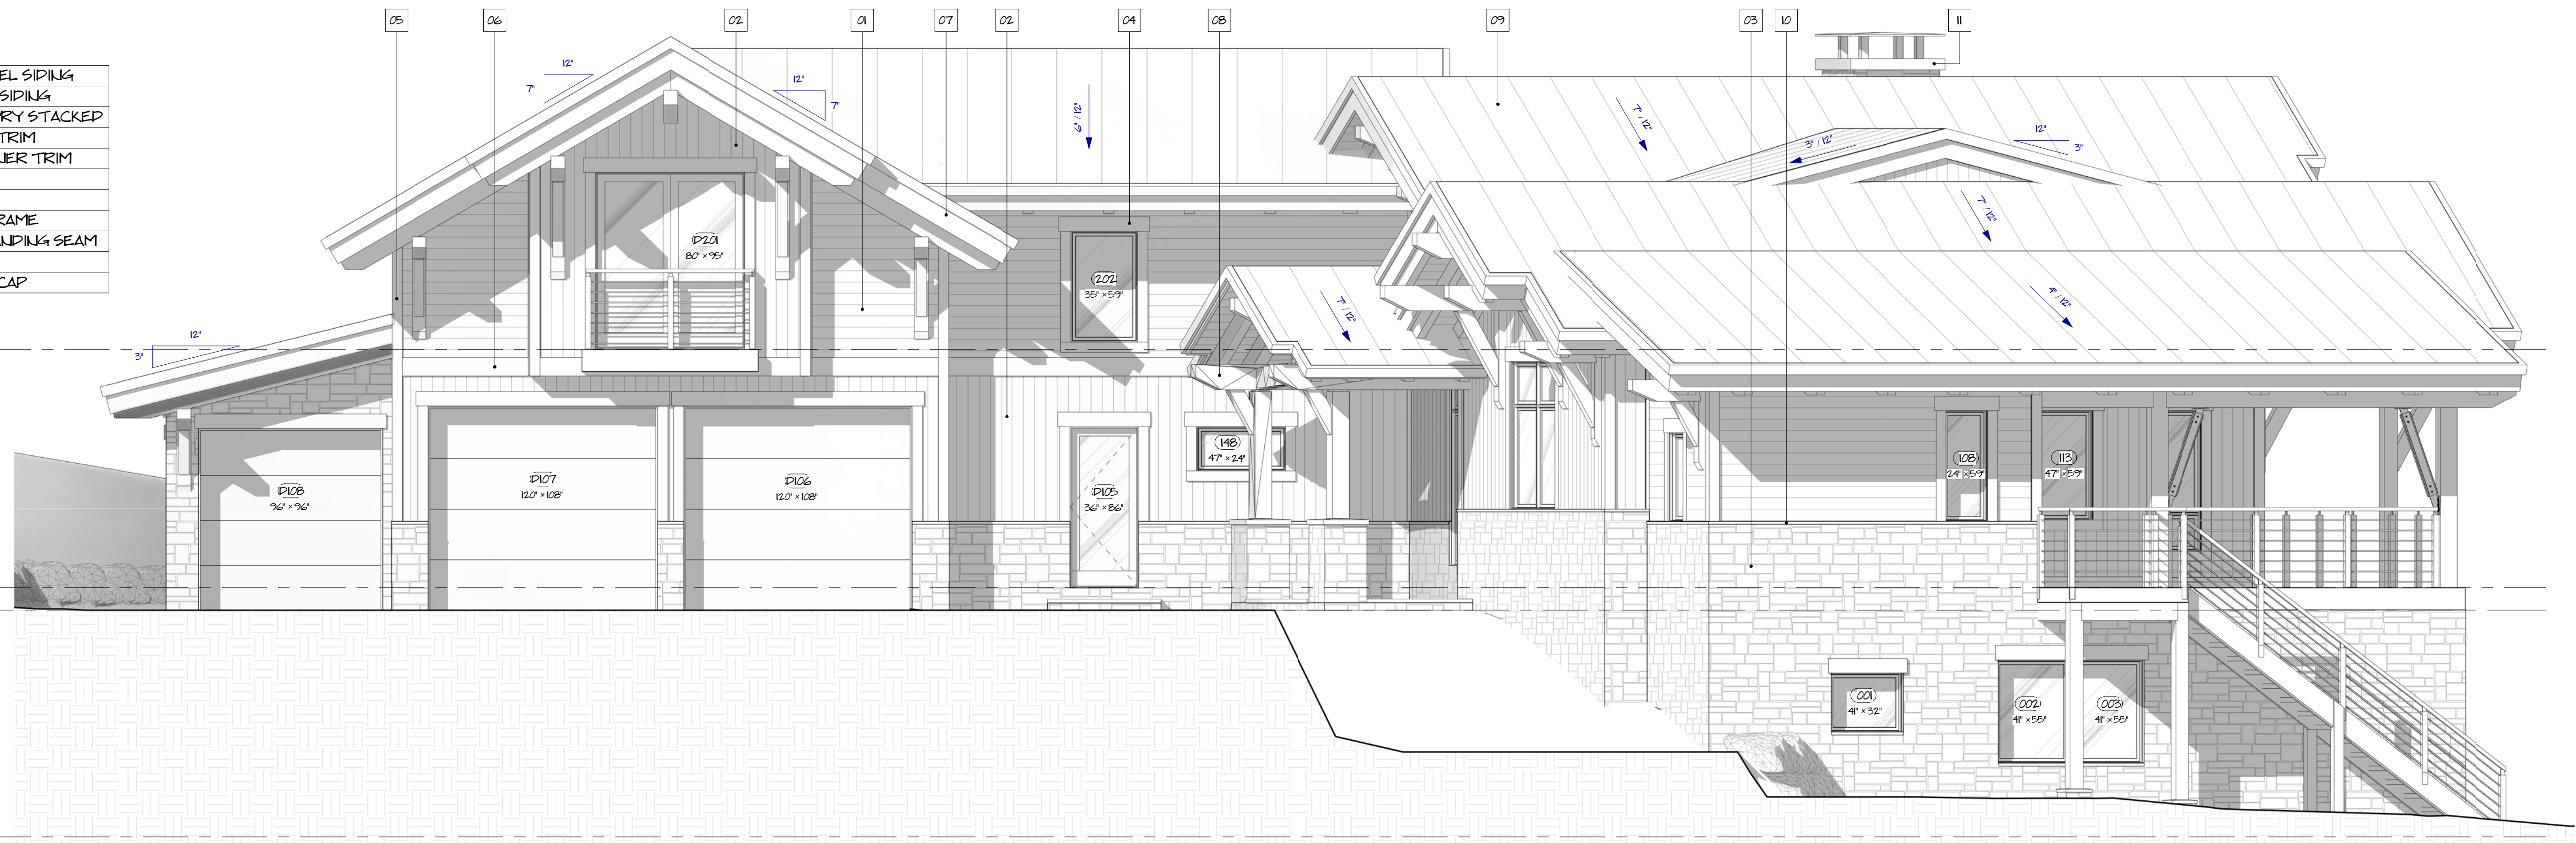 05
06
02
01
07
02
04
08
09
03
10
11
EL SIDING
SIDING
DRY STACKED
TRIM
NER TRIM
RAME
ANDING SEAM
CAP
12"
7"
12"
7"
6" / 12"
7" / 12"
3" / 12"
12"
3"
7" / 12"
7" / 12"
4" / 12"
12"
3"
D201
80" × 95"
202
35" × 59"
148
47" × 24"
108
24" × 59"
113
47" × 59"
D108
96" × 96"
D107
120" × 108"
D106
120" × 108"
D105
36" × 86"
001
41" × 32"
002
41" × 55"
003
41" × 55"